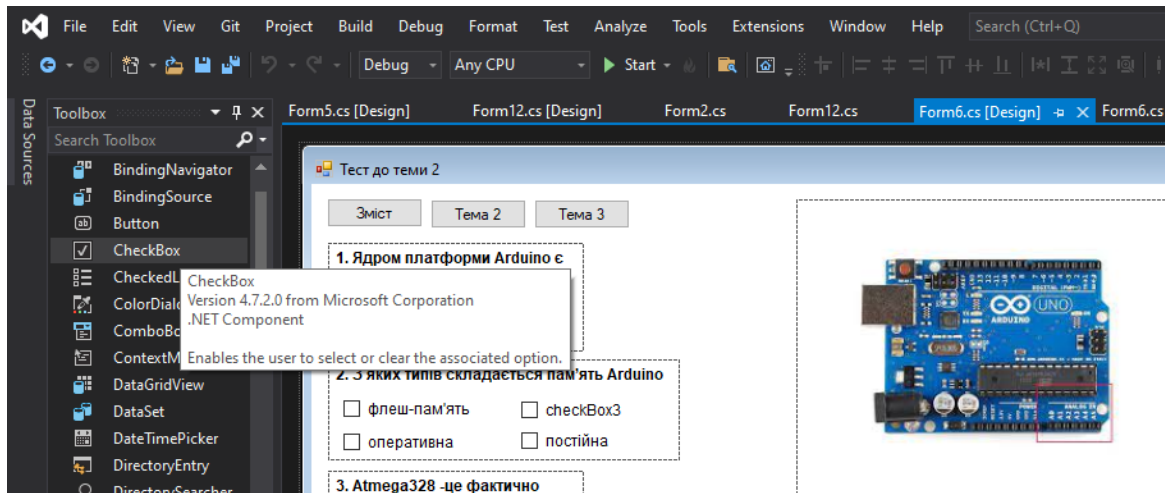 File Edit View Git Project Build Debug Format Test Analyze Tools Extensions Window Help Search (Ctrl+Q)
Debug Any CPU Start
Data Sources
Toolbox
Form5.cs [Design] Form12.cs [Design] Form2.cs Form12.cs Form6.cs [Design] Form6.cs
Search Toolbox
BindingNavigator
BindingSource
Button
CheckBox
CheckedL
ColorDialo
ComboBo
ContextM
DataGridView
DataSet
DateTimePicker
DirectoryEntry
DirectorySearcher
CheckBox
Version 4.7.2.0 from Microsoft Corporation
.NET Component
Enables the user to select or clear the associated option.
Тест до теми 2
Зміст Тема 2 Тема 3
1. Ядром платформи Arduino є
2. З яких типів складається пам'ять Arduino
флеш-пам'ять checkBox3
оперативна постійна
3. Atmega328 -це фактично
UNO
ARDUINO